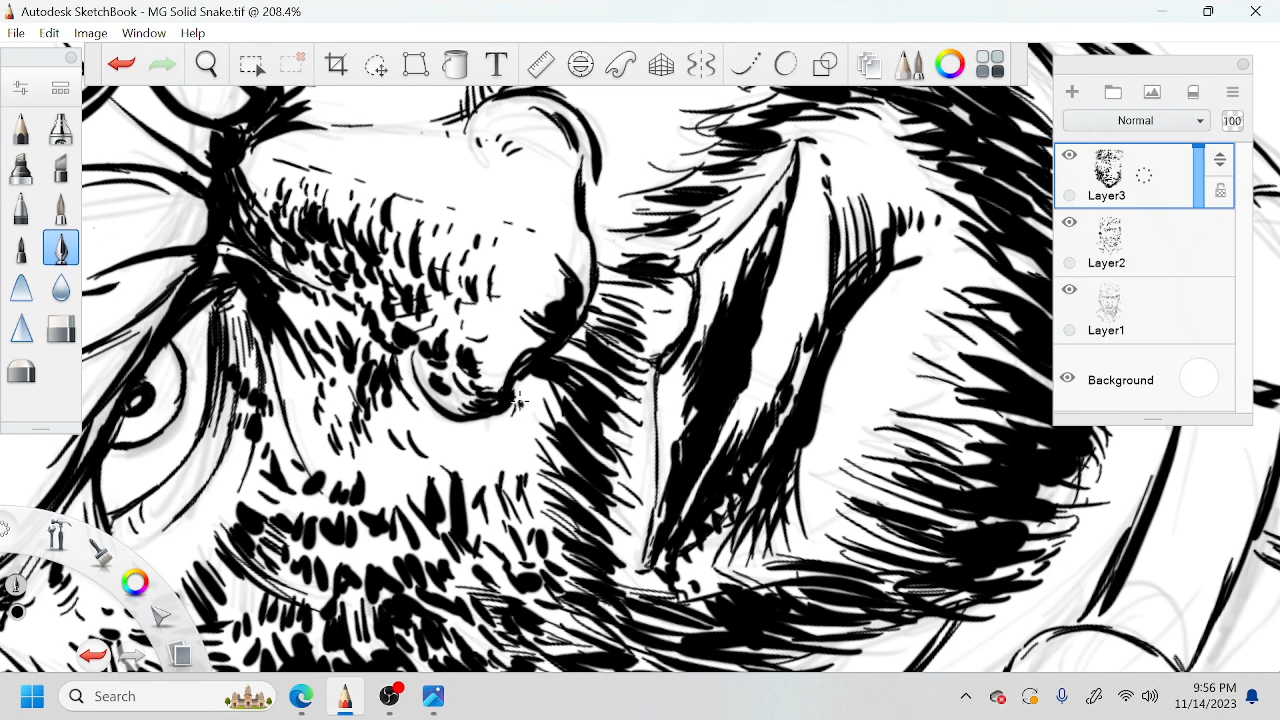 Autodesk SketchBook - MG Solid Snake.tif @ 208.4%
File Edit Image Window Help
T
Normal 100
Layer3
Layer2
Layer1
Background
Search
9:56 PM
11/14/2023